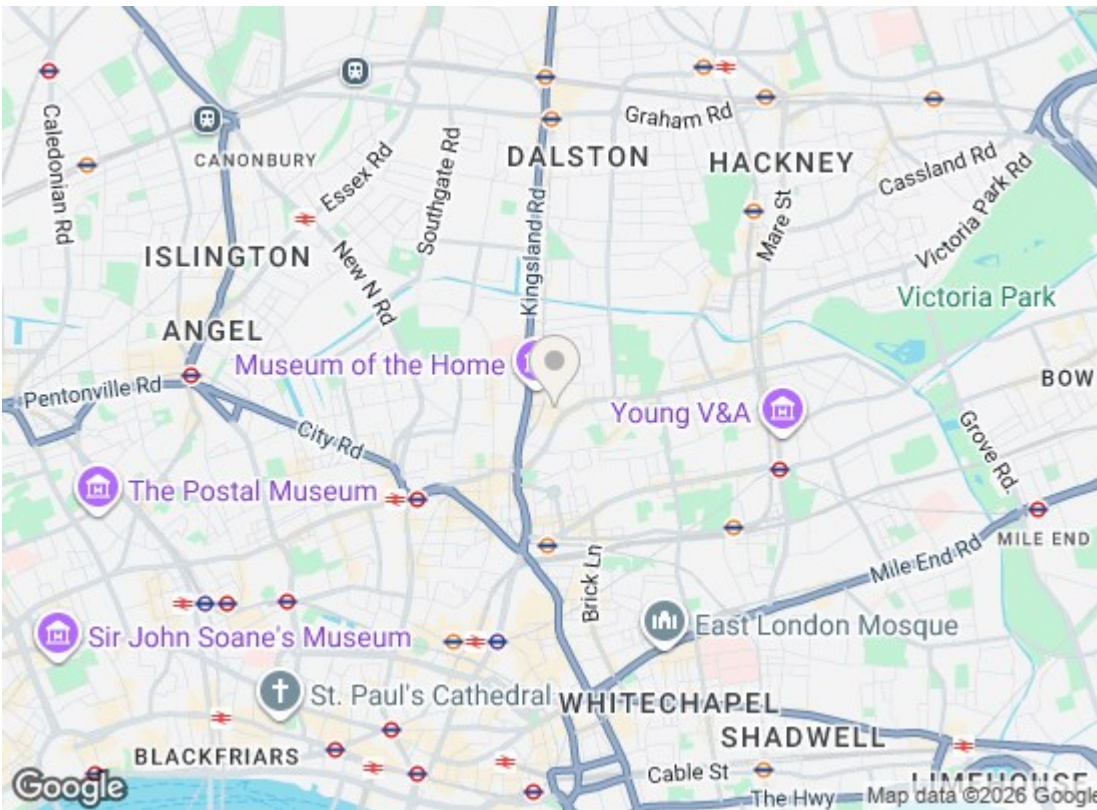 Caledonian Rd
CANONBURY
Essex Rd
Southgate Rd
Graham Rd
DALSTON
HACKNEY
Cassland Rd
Victoria Park Rd
Mare St
Kingsland Rd
ISLINGTON
New N Rd
Victoria Park
ANGEL
Museum of the Home
Pentonville Rd
BOW
Young V&A
City Rd
Grove Rd.
The Postal Museum
MILE END
Mile End Rd
Brick Ln
East London Mosque
Sir John Soane's Museum
St. Paul's Cathedral
WHITECHAPEL
SHADWELL
BLACKFRIARS
Cable St
LIMEHOUSE
The Hwy
Google
Map data ©2026 Google